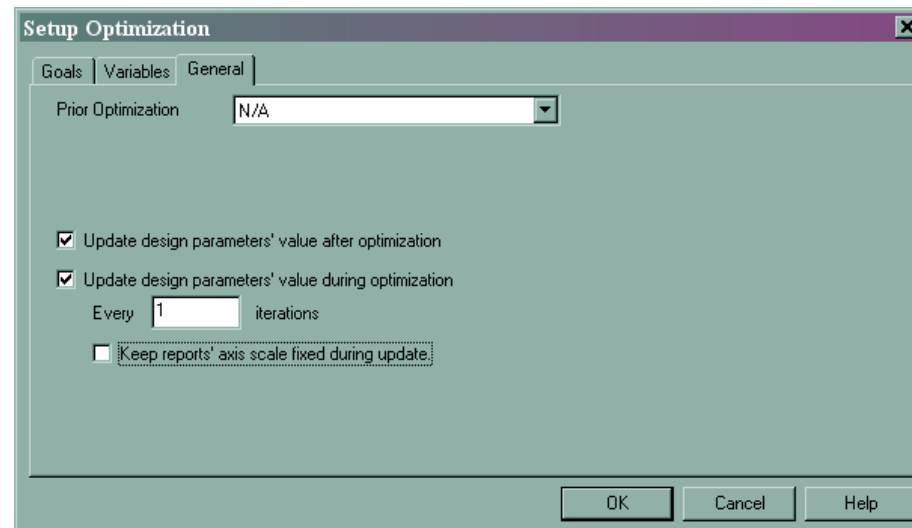 Setup Optimization
Goals Variables General
Prior Optimization N/A
Update design parameters' value after optimization
Update design parameters' value during optimization
Every 1 iterations
Keep reports' axis scale fixed during update.
OK Cancel Help